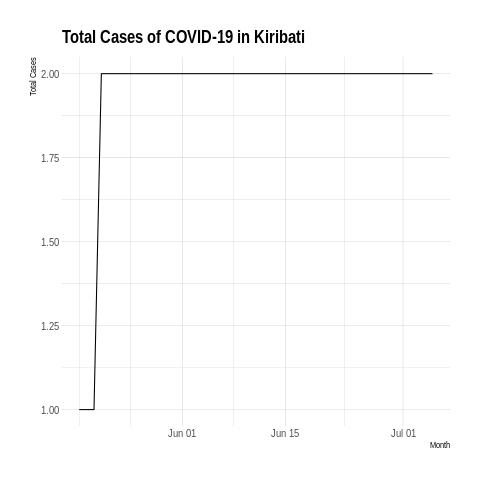 Total Cases of COVID-19 in Kiribati
Total Cases
2.00
1.75
1.50
1.25
1.00
Jun 01 Jun 15 Jul 01
Month